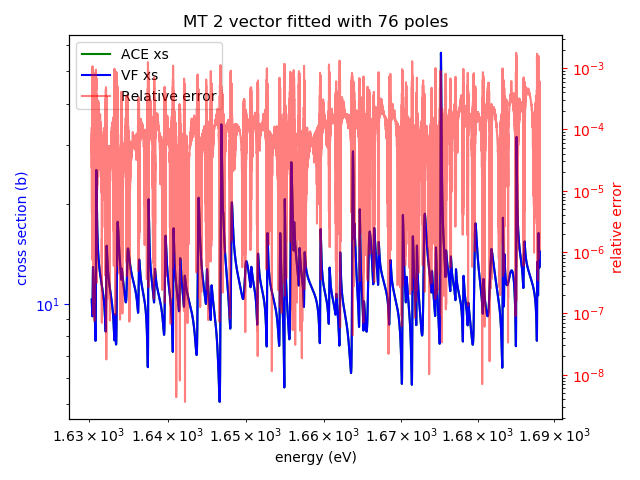 MT 2 vector fitted with 76 poles
ACE xs
VF xs
Relative error
cross section (b)
10¹
10⁻³
10⁻⁴
10⁻⁵
10⁻⁶
10⁻⁷
10⁻⁸
relative error
1.63×10³ 1.64×10³ 1.65×10³ 1.66×10³ 1.67×10³ 1.68×10³ 1.69×10³
energy (eV)